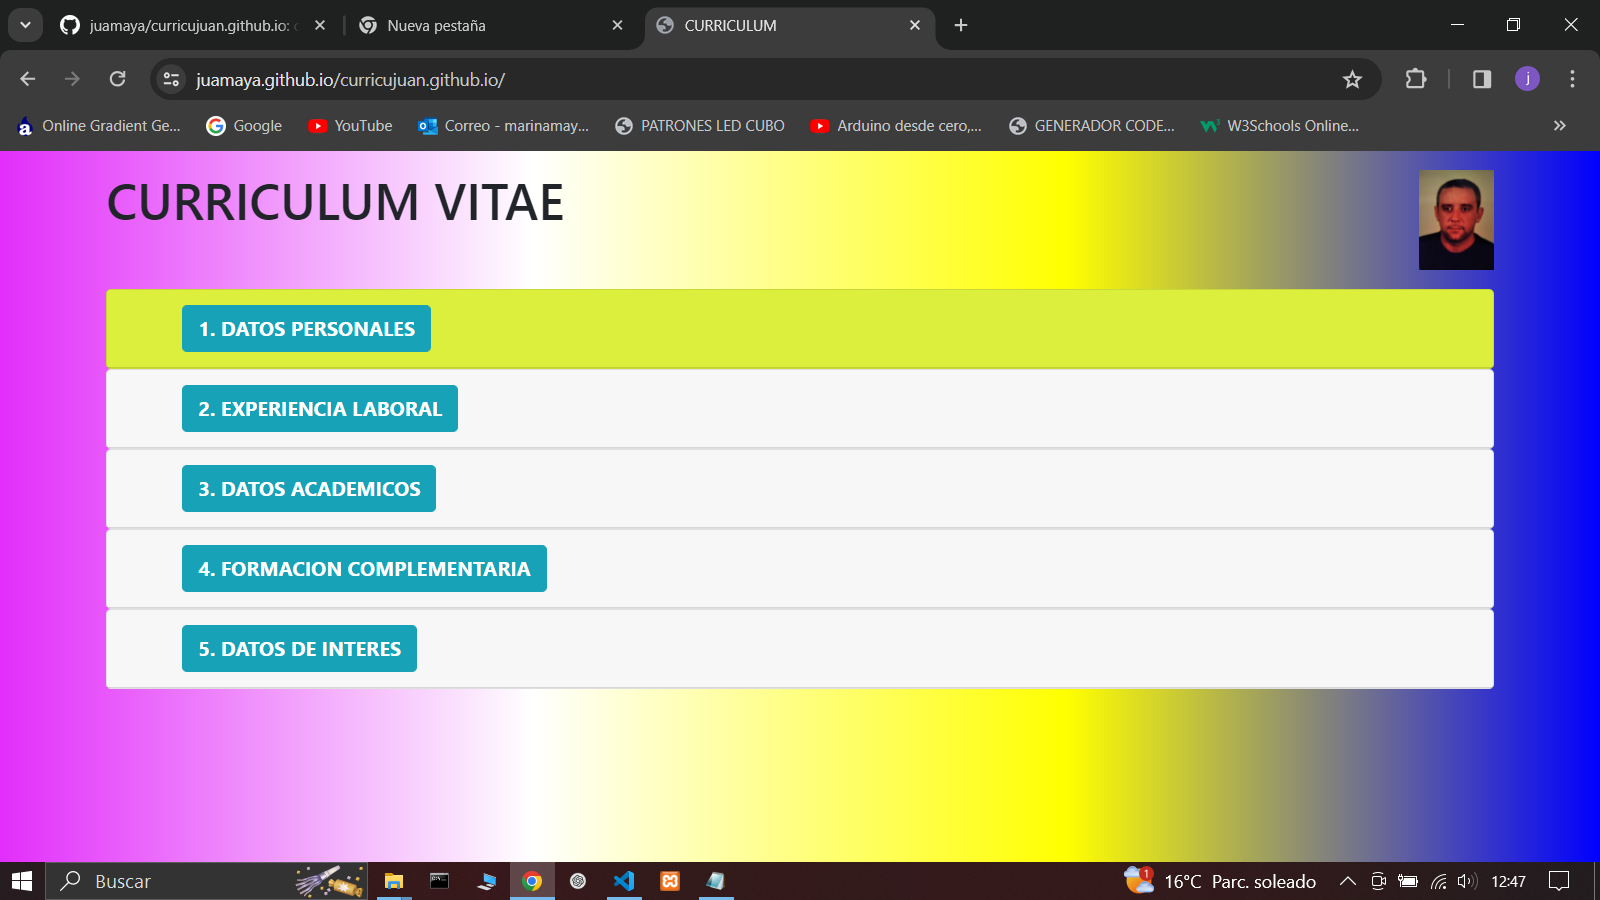 juamaya/curricujuan.github.io:
Nueva pestaña
CURRICULUM
juamaya.github.io/curricujuan.github.io/
j
Online Gradient Ge...
Google
YouTube
Correo - marinamay...
PATRONES LED CUBO
Arduino desde cero,...
GENERADOR CODE...
W3Schools Online...
CURRICULUM VITAE
1. DATOS PERSONALES
2. EXPERIENCIA LABORAL
3. DATOS ACADEMICOS
4. FORMACION COMPLEMENTARIA
5. DATOS DE INTERES
Buscar
1
16°C Parc. soleado
12:47